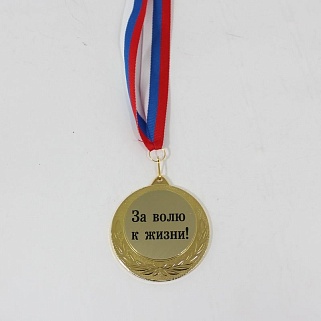 За волю
к жизни!